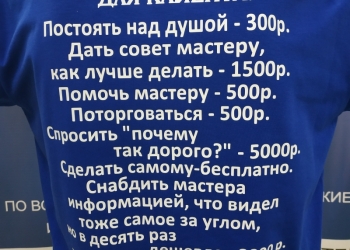 Постоять над душой - 300р.
Дать совет мастеру,
как лучше делать - 1500р.
Помочь мастеру - 500р.
Поторговаться - 500р.
Спросить "почему
так дорого?" - 5000р.
Сделать самому-бесплатно.
Снабдить мастера
информацией, что видел
тоже самое за углом,
но в десять раз